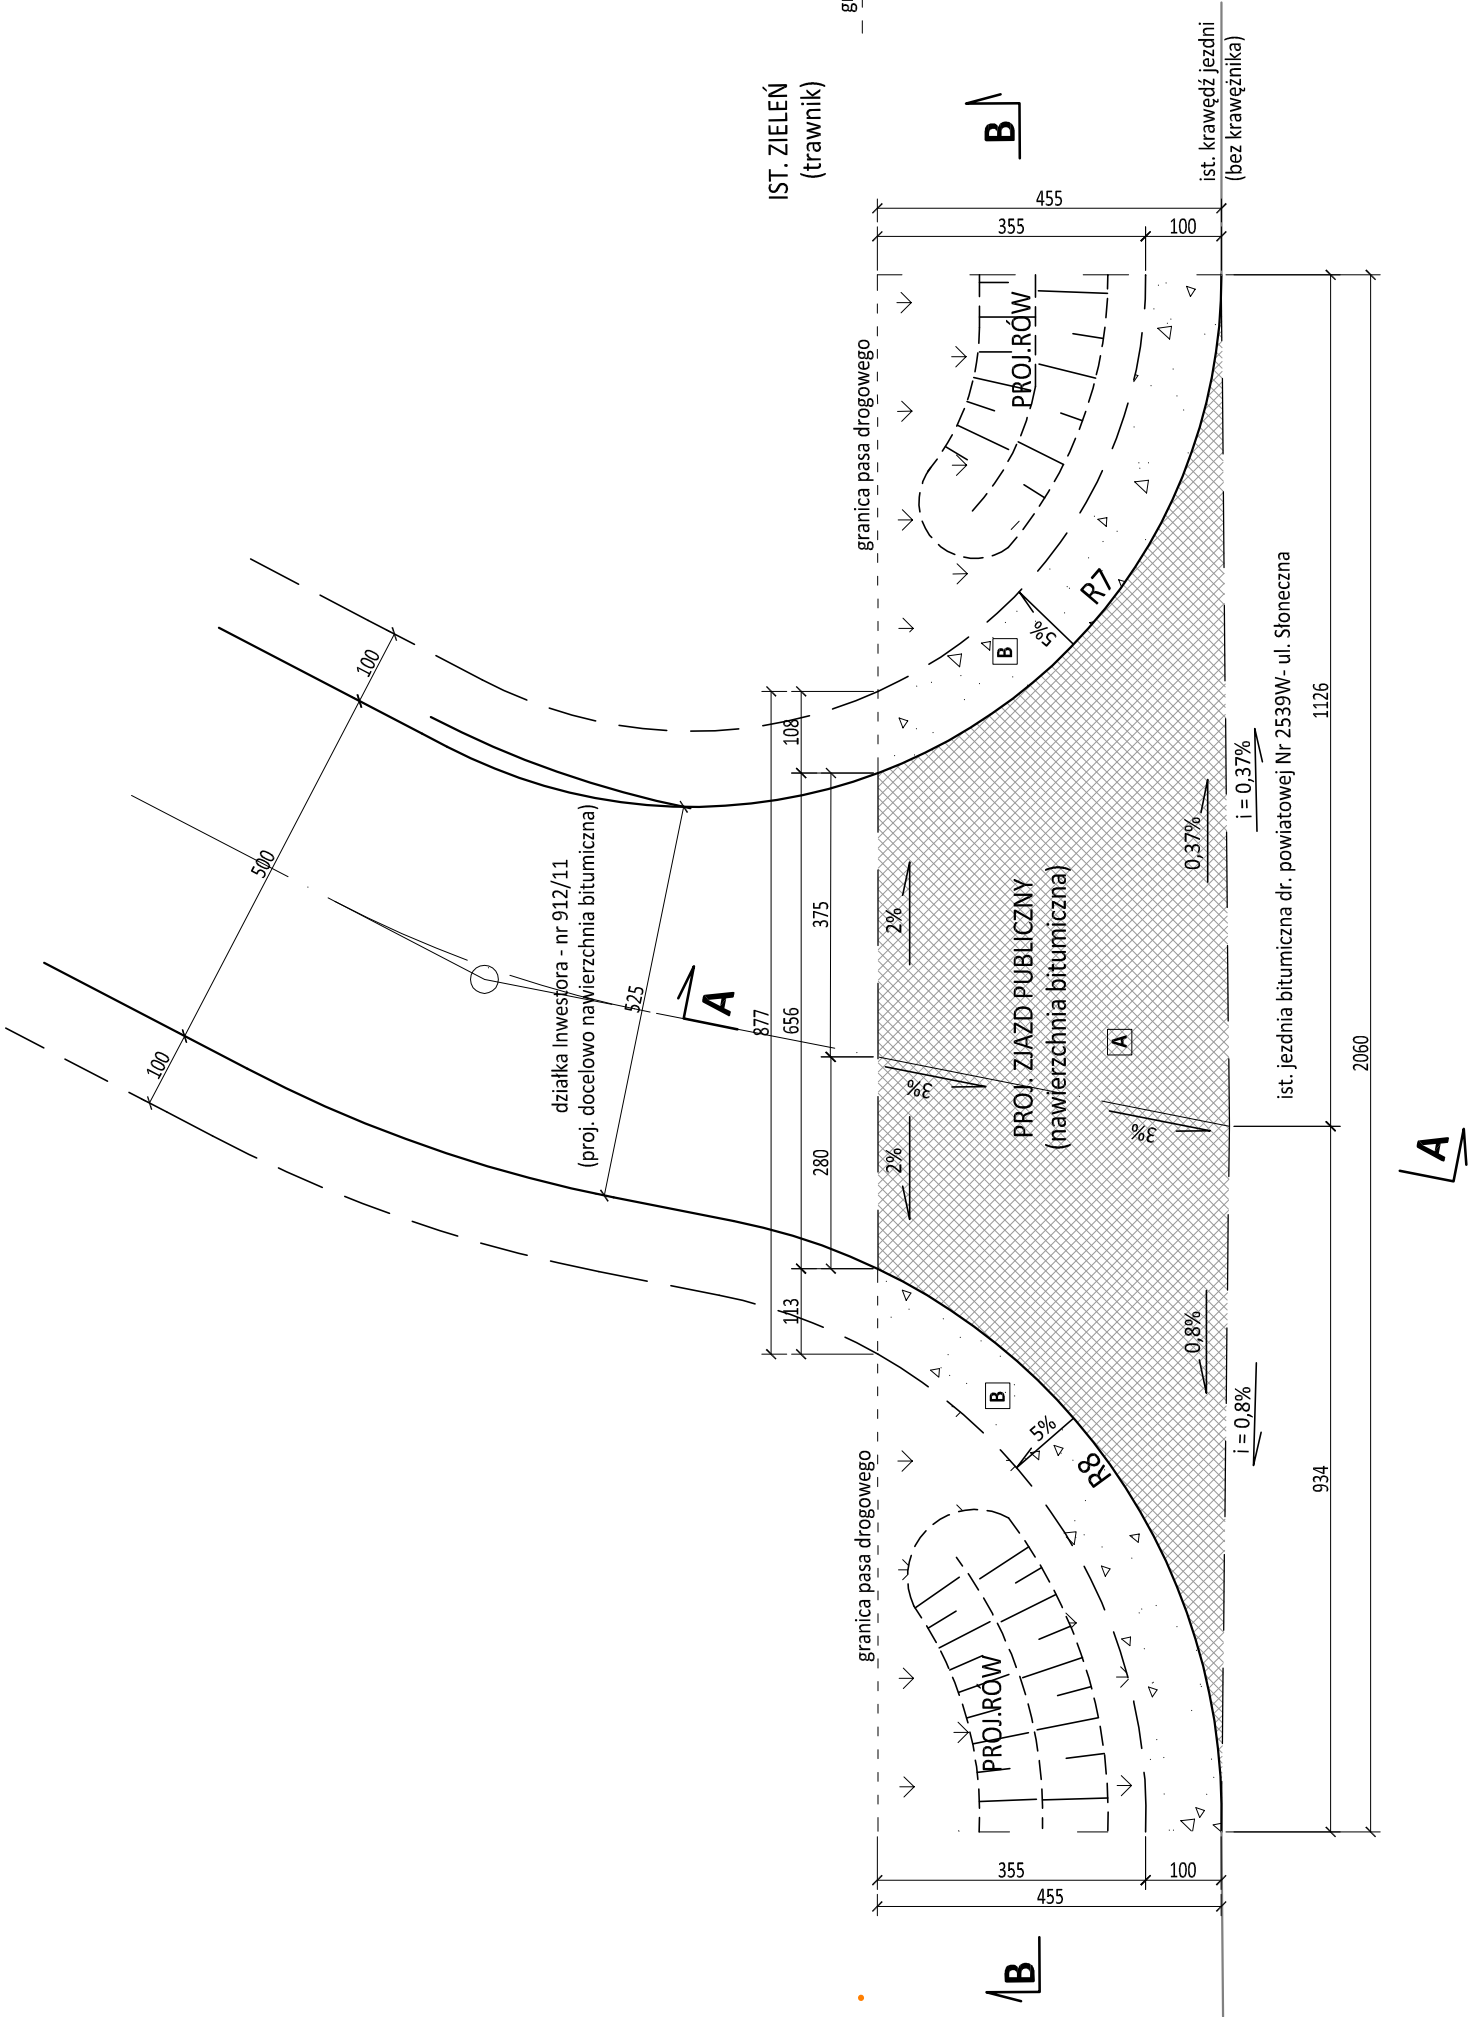 IST. ZIELEŃ
(trawnik)
B
ist. krawędź jezdni
(bez krawężnika)
455
355
100
PROJ.RÓW
granica pasa drogowego
R7
5%
B
100
500
100
działka Inwestora - nr 912/11
(proj. docelowo nawierzchnia bitumiczna)
525
A
877
108
656
113
375
280
2%
2%
3%
3%
PROJ. ZJAZD PUBLICZNY
(nawierzchnia bitumiczna)
A
0,37%
i = 0,37%
0,8%
i = 0,8%
ist. jezdnia bituminczna dr. powiatowej Nr 2539W- ul. Słoneczna
1126
934
2060
A
B
5%
R8
granica pasa drogowego
PROJ.RÓW
355
100
455
B